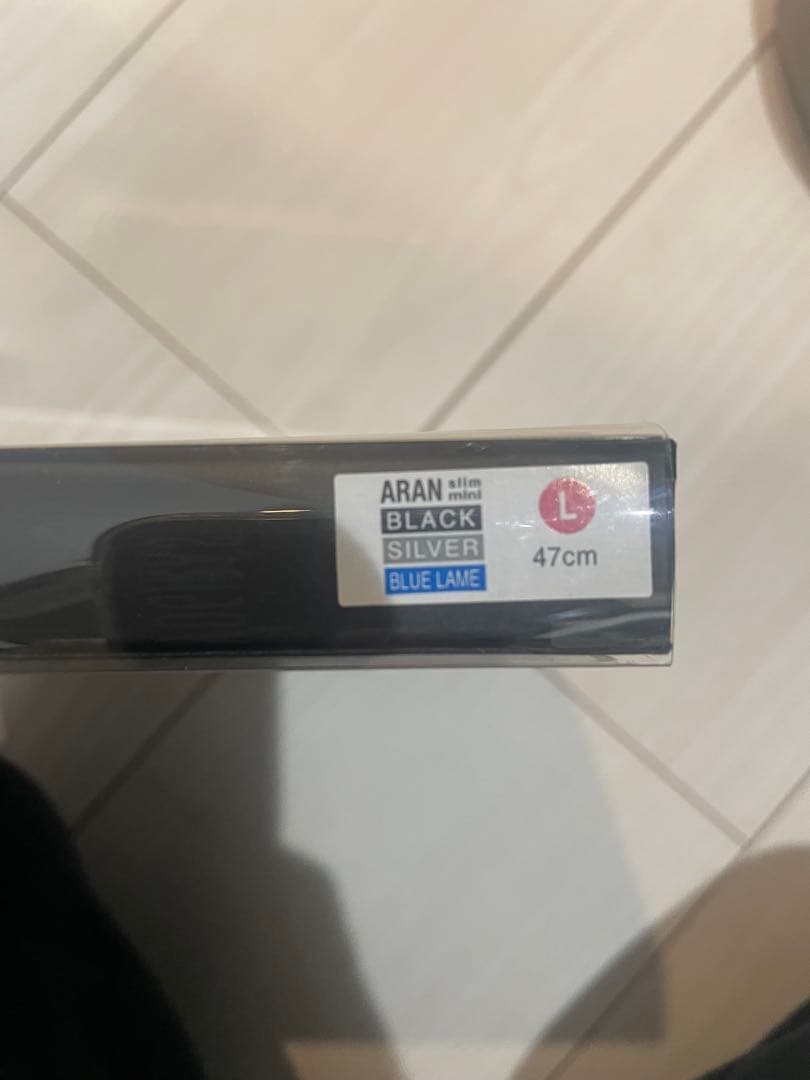 ARAN slim mini
BLACK
SILVER
BLUE LAME
L
47cm